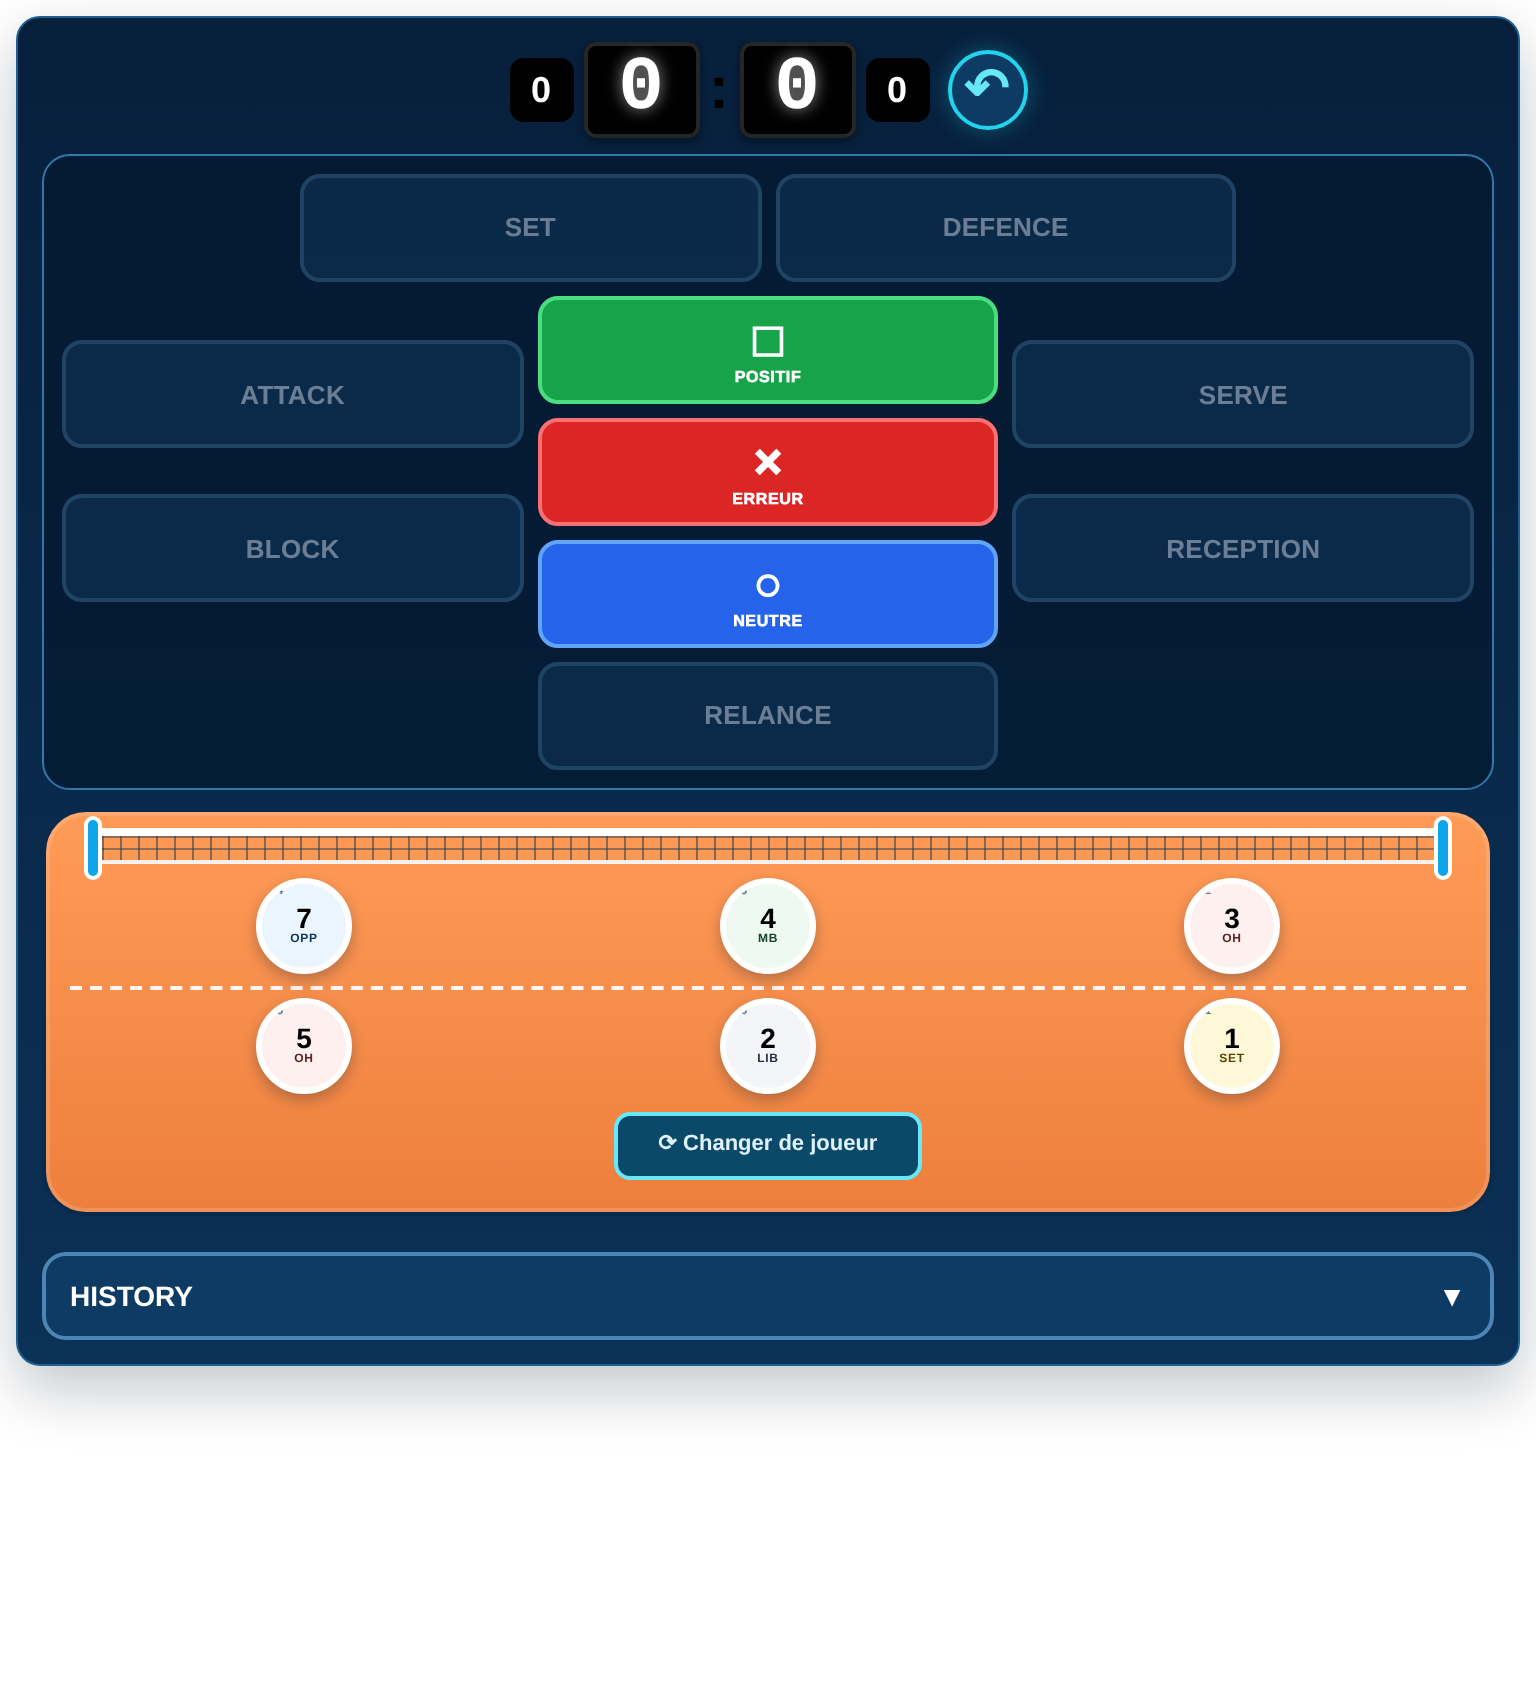 0 0 : 0 0 ↶
SET DEFENCE
POSITIF
ATTACK SERVE
✕
ERREUR
BLOCK RECEPTION
○
NEUTRE
RELANCE
7 4 3
OPP MB OH
5 2 1
OH LIB SET
⟳ Changer de joueur
HISTORY ▼